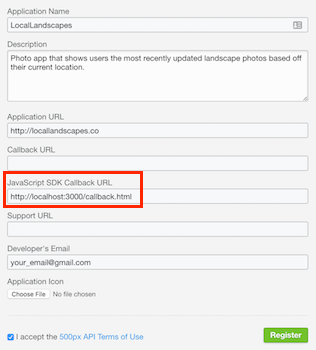 Application Name
LocalLandscapes
Description
Photo app that shows users the most recently updated landscape photos based off
their current location.
Application URL
http://locallandscapes.co
Callback URL
JavaScript SDK Callback URL
http://localhost:3000/callback.html
Support URL
Developer's Email
your_email@gmail.com
Application Icon
Choose File No file chosen
I accept the 500px API Terms of Use
Register